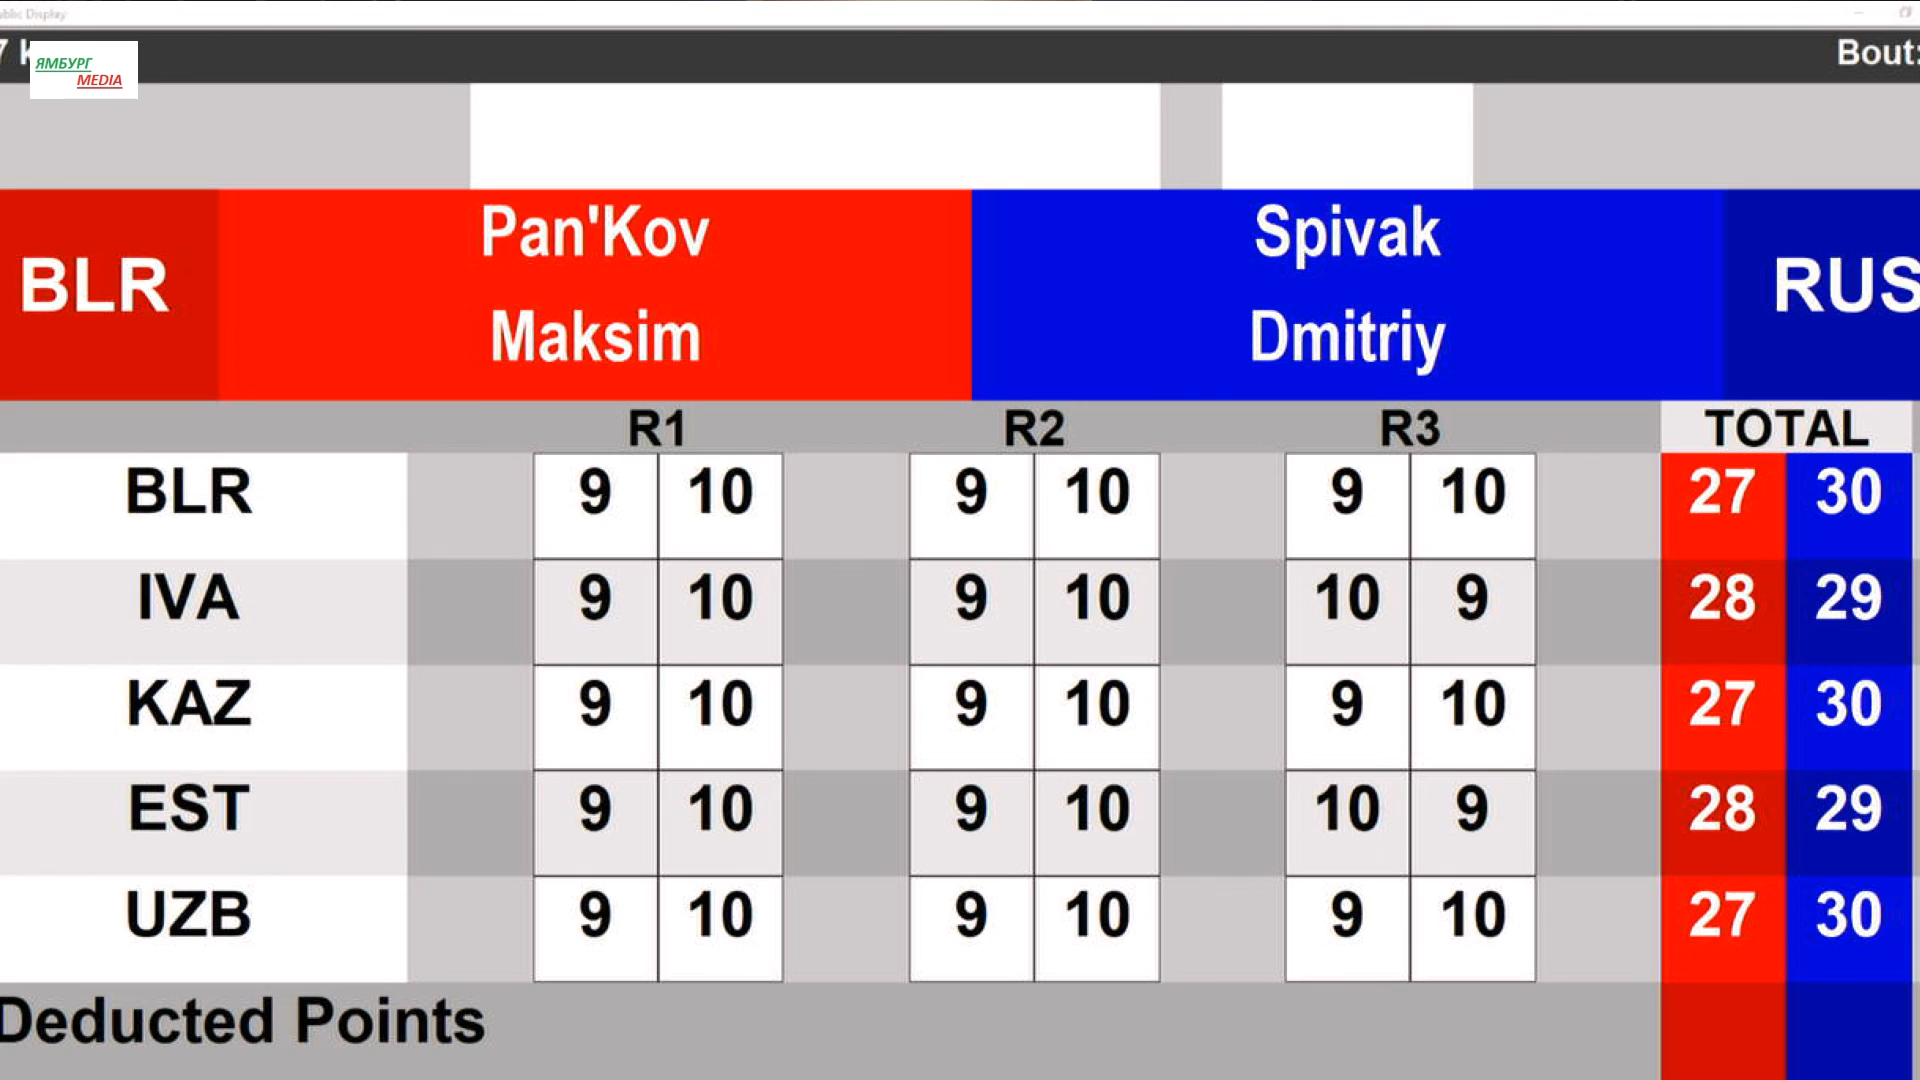 Public Display
7 K
ЯМБУРГ
MEDIA
Bout:
BLR Pan'Kov Spivak RUS
Maksim Dmitriy
R1 R2 R3 TOTAL
BLR 9 10 9 10 9 10 27 30
IVA 9 10 9 10 10 9 28 29
KAZ 9 10 9 10 9 10 27 30
EST 9 10 9 10 10 9 28 29
UZB 9 10 9 10 9 10 27 30
Deducted Points